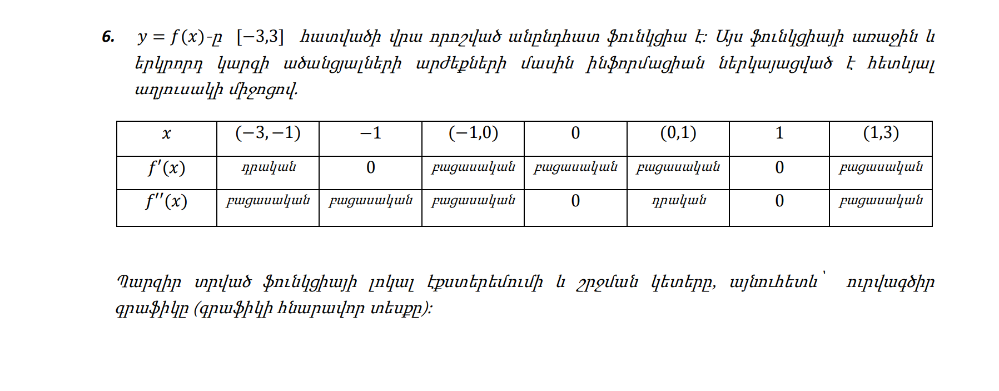 6. y = f(x)-ը [−3,3] հատվածի վրա որոշված անընդհատ ֆունկցիա է: Այս ֆունկցիայի առաջին և
երկրորդ կարգի ածանցյալների արժեքների մասին ինֆորմացիան ներկայացված է հետևյալ
աղյուսակի միջոցով.
x (−3,−1) −1 (−1,0) 0 (0,1) 1 (1,3)
f′(x) դրական 0 բացասական բացասական բացասական 0 բացասական
f′′(x) բացասական բացասական բացասական 0 դրական 0 բացասական
Պարզիր տրված ֆունկցիայի լոկալ էքստերեմումի և շրջման կետերը, այնուհետև՝ ուրվագծիր
գրաֆիկը (գրաֆիկի հնարավոր տեսքը):